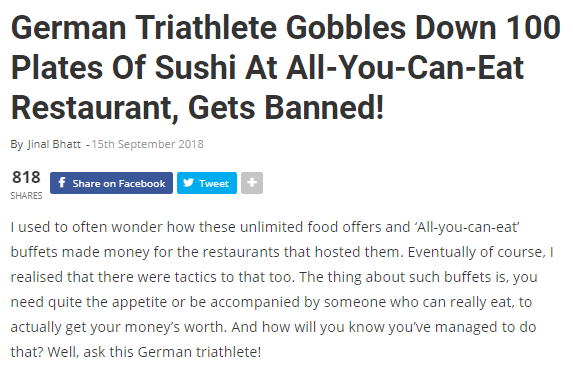 German Triathlete Gobbles Down 100
Plates Of Sushi At All-You-Can-Eat
Restaurant, Gets Banned!
By Jinal Bhatt - 15th September 2018
818
SHARES
Share on Facebook
Tweet
I used to often wonder how these unlimited food offers and ‘All-you-can-eat’
buffets made money for the restaurants that hosted them. Eventually of course, I
realised that there were tactics to that too. The thing about such buffets is, you
need quite the appetite or be accompanied by someone who can really eat, to
actually get your money’s worth. And how will you know you’ve managed to do
that? Well, ask this German triathlete!